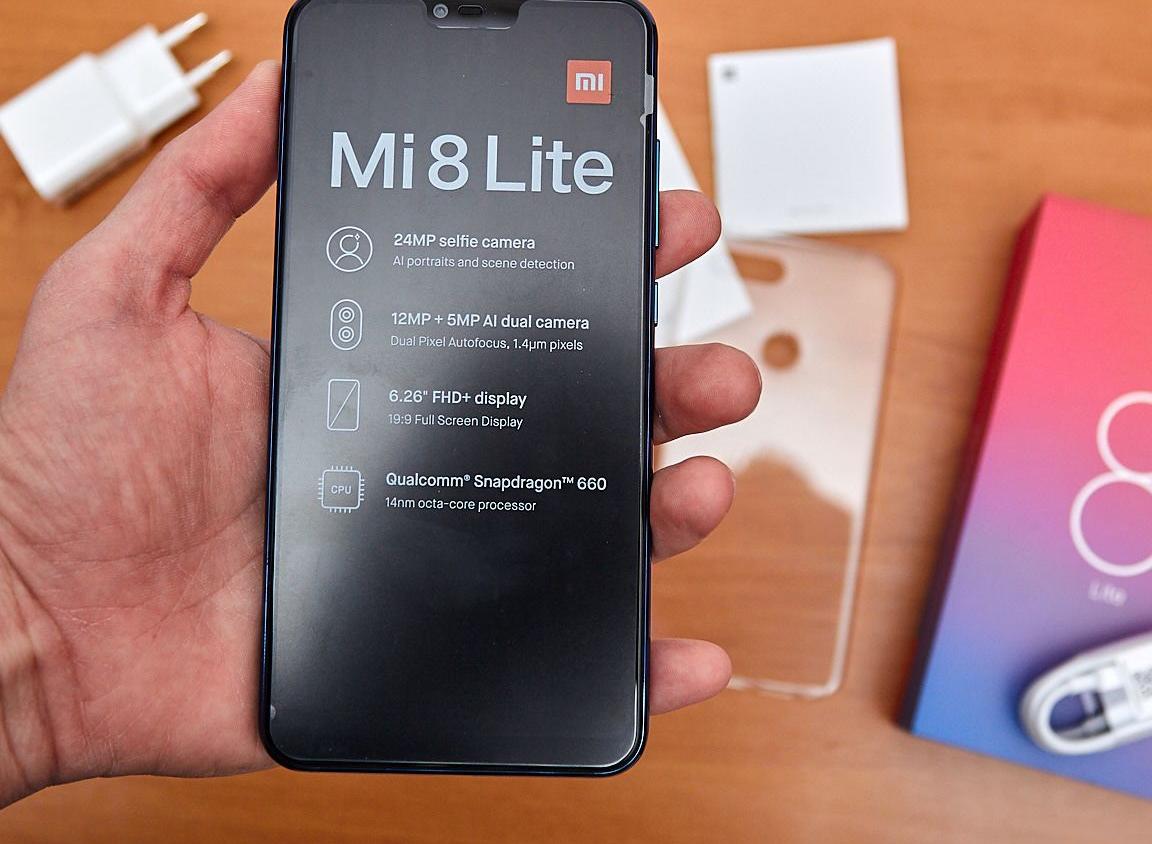 mi
Mi 8 Lite
24MP selfie camera
AI portraits and scene detection
12MP + 5MP AI dual camera
Dual Pixel Autofocus, 1.4μm pixels
6.26" FHD+ display
19:9 Full Screen Display
CPU
Qualcomm® Snapdragon™ 660
14nm octa-core processor
8
Lite